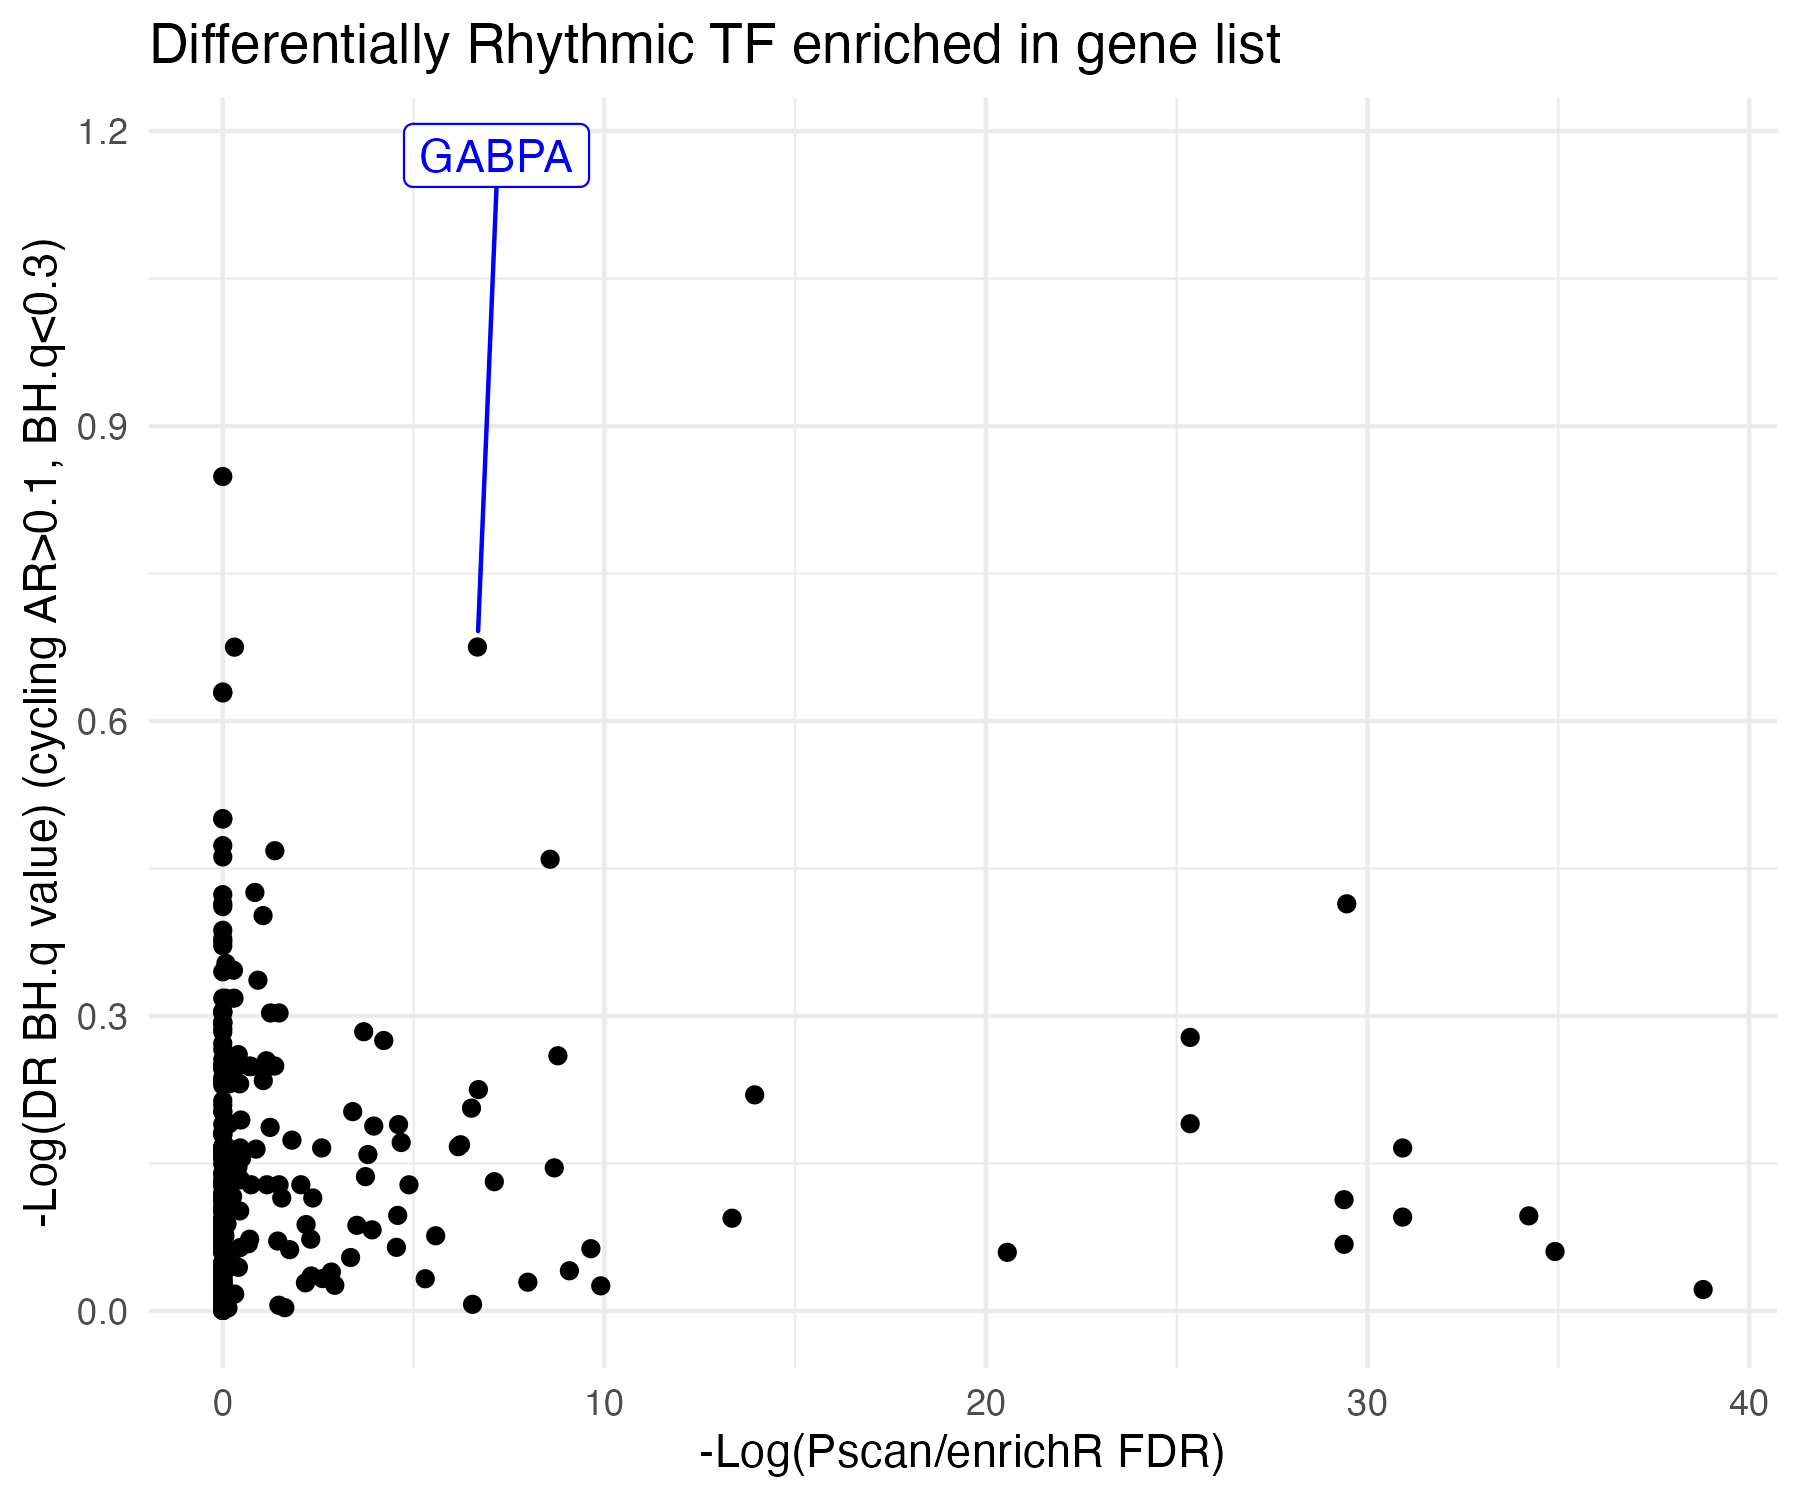 Differentially Rhythmic TF enriched in gene list
-Log(DR BH.q value) (cycling AR>0.1, BH.q<0.3)
1.2
0.9
0.6
0.3
0.0
GABPA
0 10 20 30 40
-Log(Pscan/enrichR FDR)